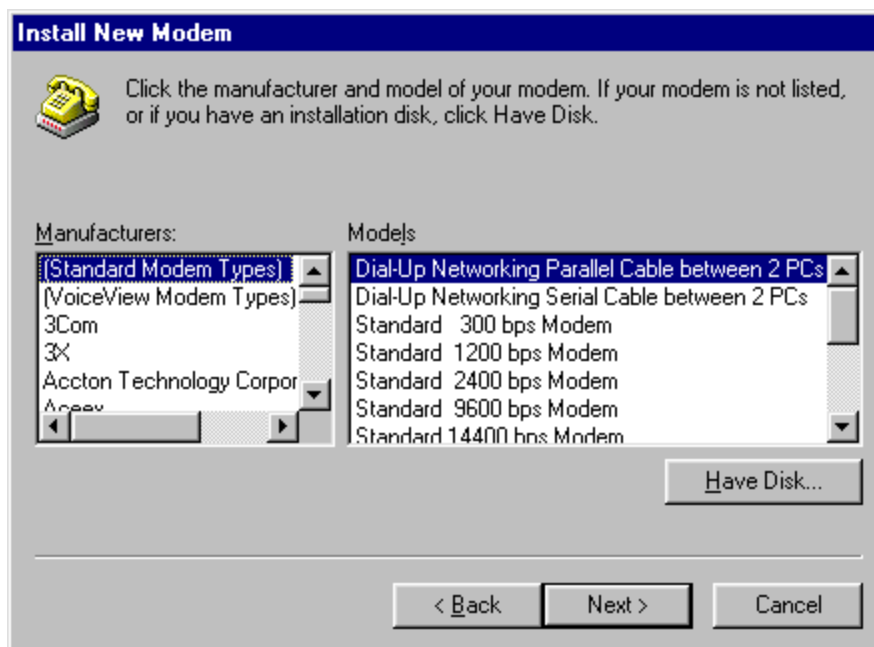 Install New Modem
Click the manufacturer and model of your modem. If your modem is not listed,
or if you have an installation disk, click Have Disk.
Manufacturers:
(Standard Modem Types)
(VoiceView Modem Types)
3Com
3X
Accton Technology Corpor
Aceex
Models
Dial-Up Networking Parallel Cable between 2 PCs
Dial-Up Networking Serial Cable between 2 PCs
Standard   300 bps Modem
Standard  1200 bps Modem
Standard  2400 bps Modem
Standard  9600 bps Modem
Standard 14400 bps Modem
Have Disk...
< Back
Next >
Cancel